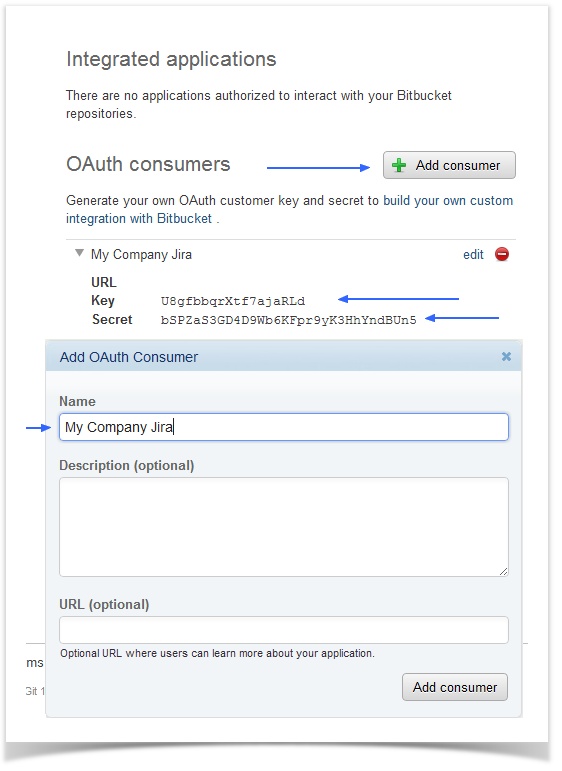 Integrated applications
There are no applications authorized to interact with your Bitbucket
repositories.
OAuth consumers
Add consumer
Generate your own OAuth customer key and secret to build your own custom
integration with Bitbucket .
My Company Jira
edit
URL
Key U8gfbbqrXtf7ajaRLd
Secret bSPZaS3GD4D9Wb6KFpr9yK3HhYndBUn5
Add OAuth Consumer
Name
My Company Jira
Description (optional)
URL (optional)
Optional URL where users can learn more about your application.
ms
Git 1
Add consumer